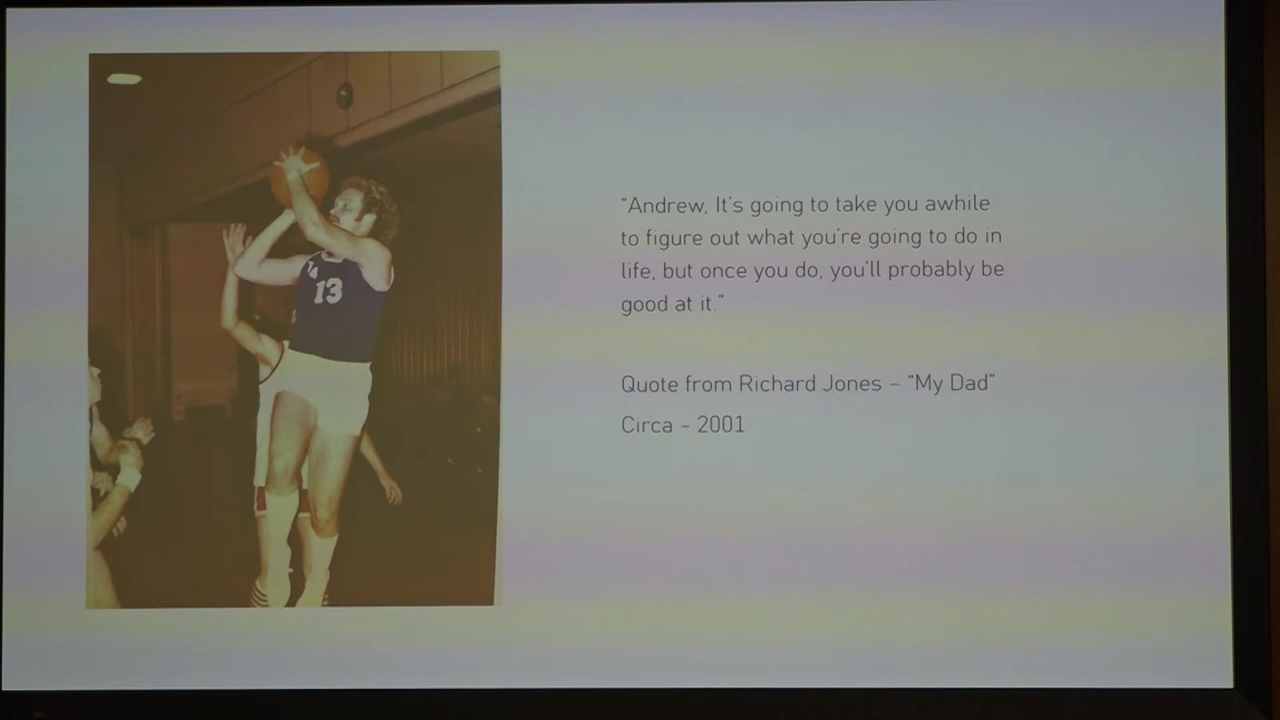 13
“Andrew, It’s going to take you awhile
to figure out what you’re going to do in
life, but once you do, you’ll probably be
good at it.”
Quote from Richard Jones – “My Dad”
Circa - 2001